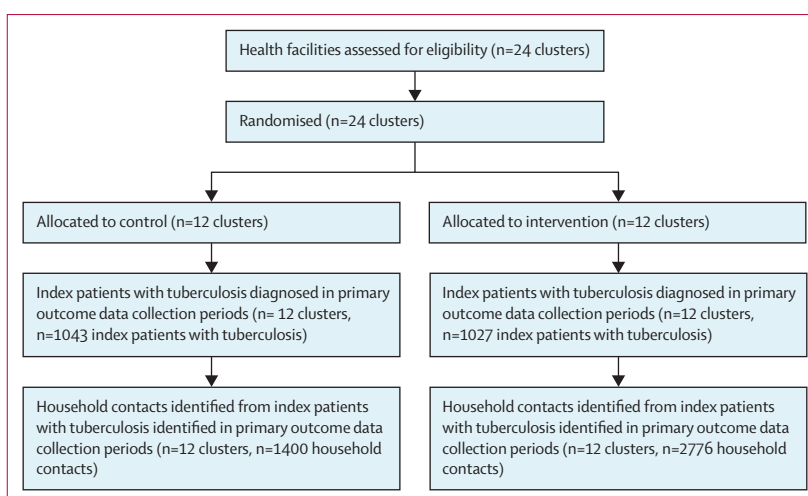 Health facilities assessed for eligibility (n=24 clusters)
Randomised (n=24 clusters)
Allocated to control (n=12 clusters)
Allocated to intervention (n=12 clusters)
Index patients with tuberculosis diagnosed in primary
outcome data collection periods (n= 12 clusters,
n=1043 index patients with tuberculosis)
Index patients with tuberculosis diagnosed in primary
outcome data collection periods (n=12 clusters,
n=1027 index patients with tuberculosis)
Household contacts identified from index patients
with tuberculosis identified in primary outcome data
collection periods (n=12 clusters, n=1400 household
contacts)
Household contacts identified from index patients
with tuberculosis identified in primary outcome data
collection periods (n=12 clusters, n=2776 household
contacts)